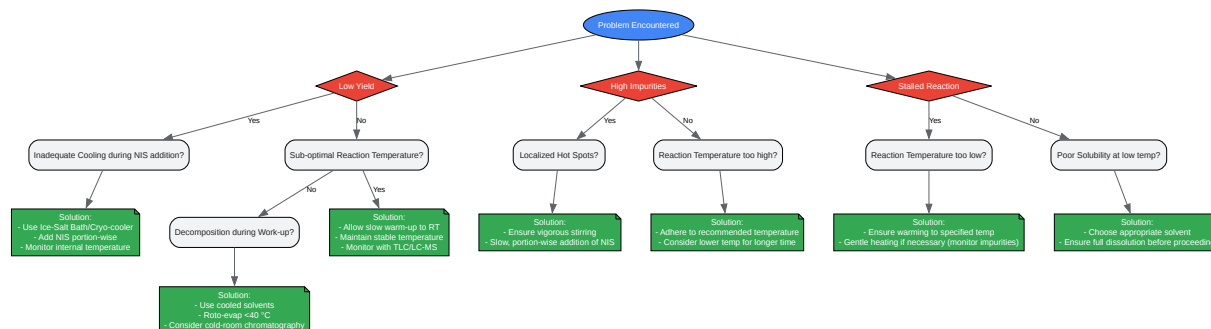 Problem Encountered
Low Yield
High Impurities
Stalled Reaction
Yes
No
Yes
No
Yes
No
Inadequate Cooling during NIS addition?
Sub-optimal Reaction Temperature?
Localized Hot Spots?
Reaction Temperature too high?
Reaction Temperature too low?
Poor Solubility at low temp?
No
Yes
Solution:
- Use Ice-Salt Bath/Cryo-cooler
- Add NIS portion-wise
- Monitor internal temperature
Decomposition during Work-up?
Solution:
- Allow slow warm-up to RT
- Maintain stable temperature
- Monitor with TLC/LC-MS
Solution:
- Ensure vigorous stirring
- Slow, portion-wise addition of NIS
Solution:
- Adhere to recommended temperature
- Consider lower temp for longer time
Solution:
- Ensure warming to specified temp
- Gentle heating if necessary (monitor impurities)
Solution:
- Choose appropriate solvent
- Ensure full dissolution before proceeding
Solution:
- Use cooled solvents
- Roto-evap <40 °C
- Consider cold-room chromatography